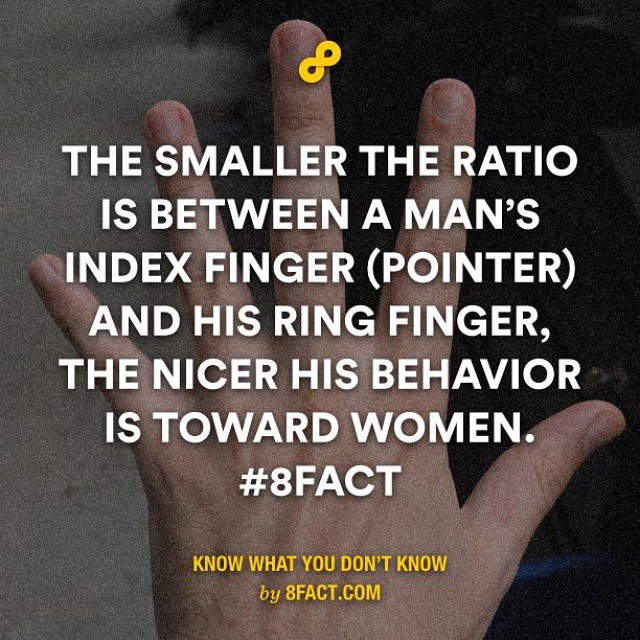 THE SMALLER THE RATIO
IS BETWEEN A MAN'S
INDEX FINGER (POINTER)
AND HIS RING FINGER,
THE NICER HIS BEHAVIOR
IS TOWARD WOMEN.
#8FACT
KNOW WHAT YOU DON'T KNOW
by 8FACT.COM